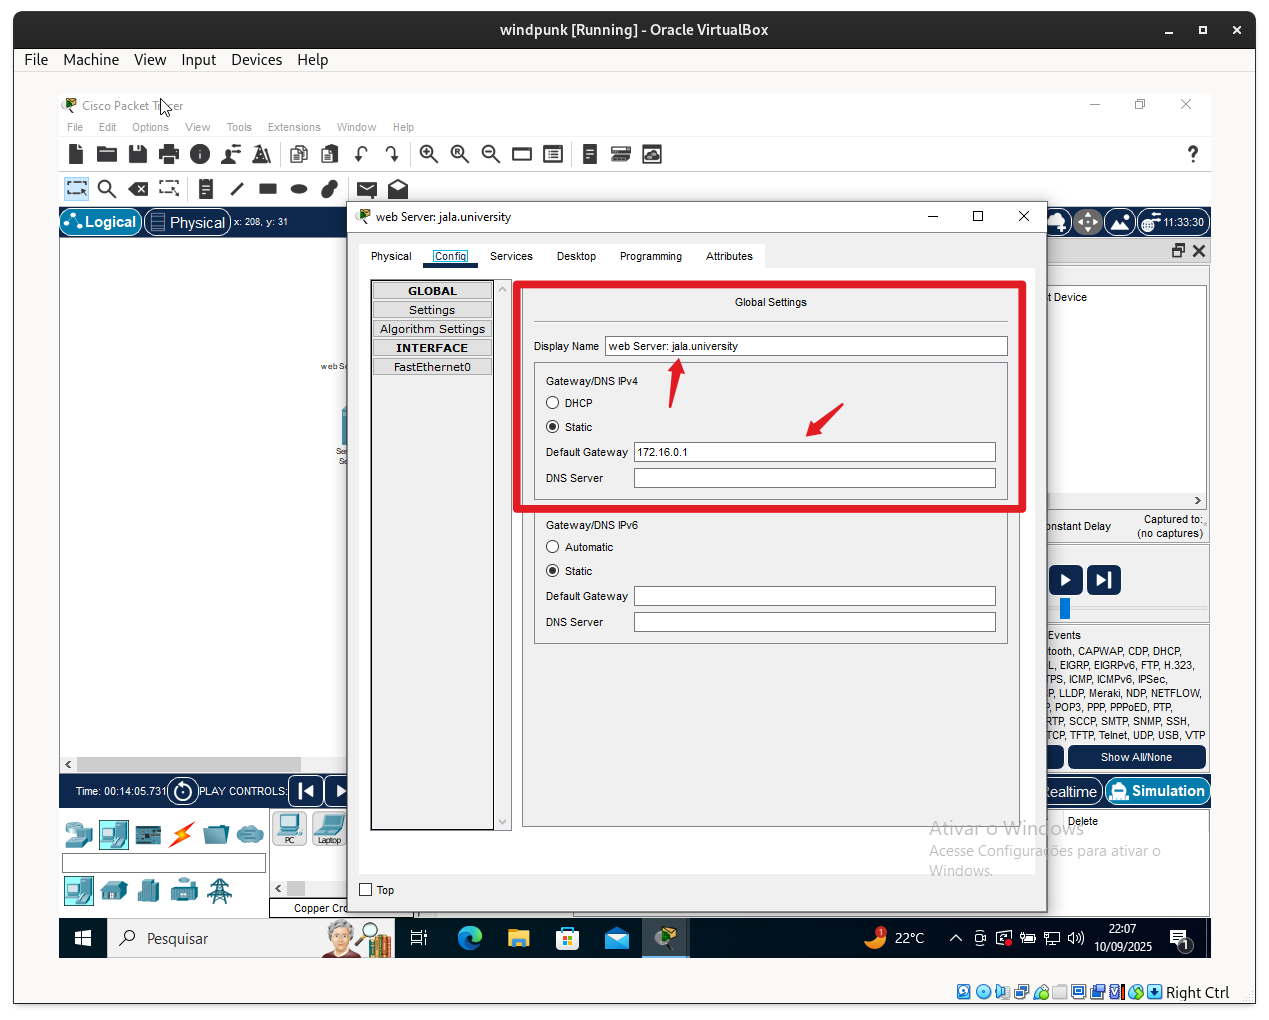 windpunk [Running] - Oracle VirtualBox
File Machine View Input Devices Help
Cisco Packet Tracer
File Edit Options View Tools Extensions Window Help
Logical Physical x: 208, y: 31
11:33:30
web Server: jala.university
Physical Config Services Desktop Programming Attributes
GLOBAL
Settings
Algorithm Settings
INTERFACE
FastEthernet0
Global Settings
Display Name web Server: jala.university
Gateway/DNS IPv4
DHCP
Static
Default Gateway 172.16.0.1
DNS Server
Gateway/DNS IPv6
Automatic
Static
Default Gateway
DNS Server
Top
web Se
Se
Se
t Device
onstant Delay
Captured to:
(no captures)
Events
tooth, CAPWAP, CDP, DHCP,
L, EIGRP, EIGRPv6, FTP, H.323,
TPS, ICMP, ICMPv6, IPSec,
P, LLDP, Meraki, NDP, NETFLOW,
P, POP3, PPP, PPPoED, PTP,
RTP, SCCP, SMTP, SNMP, SSH,
TCP, TFTP, Telnet, UDP, USB, VTP
Show All/None
Time: 00:14:05.731 PLAY CONTROLS:
Realtime Simulation
PC Laptop
Delete
Copper Cro
Ativar o Windows
Acesse Configurações para ativar o
Windows.
Pesquisar
1
22°C
22:07
10/09/2025
1
Right Ctrl